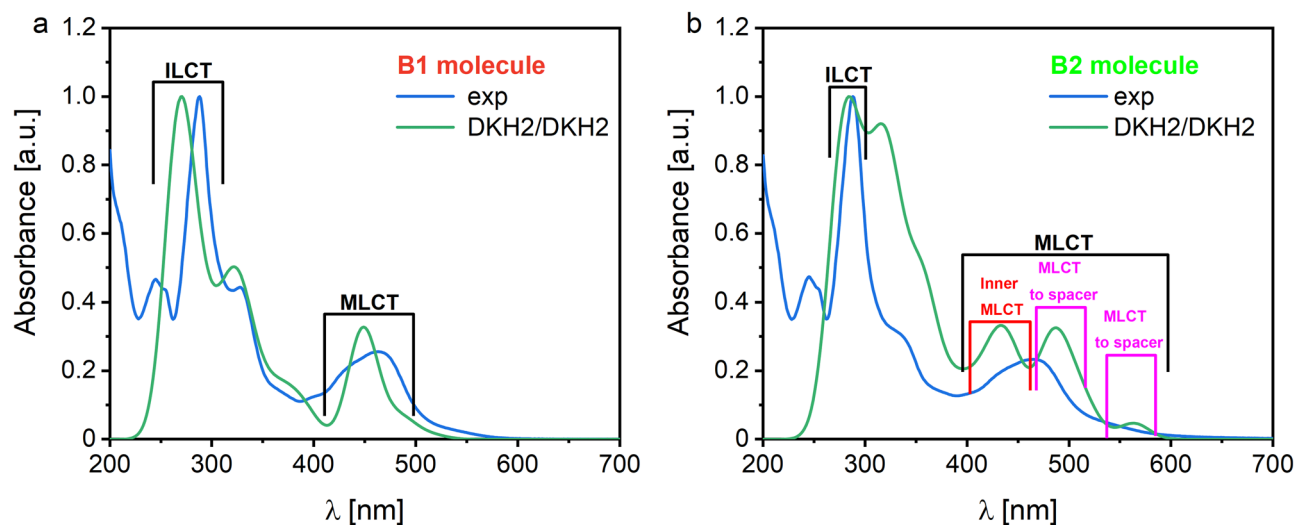 a
1.2
1.0
0.8
0.6
0.4
0.2
0
Absorbance [a.u.]
ILCT
MLCT
B1 molecule
exp
DKH2/DKH2
200 300 400 500 600 700
λ [nm]
b
1.2
1.0
0.8
0.6
0.4
0.2
0
Absorbance [a.u.]
ILCT
B2 molecule
exp
DKH2/DKH2
MLCT
Inner
MLCT
MLCT
to spacer
MLCT
to spacer
200 300 400 500 600 700
λ [nm]